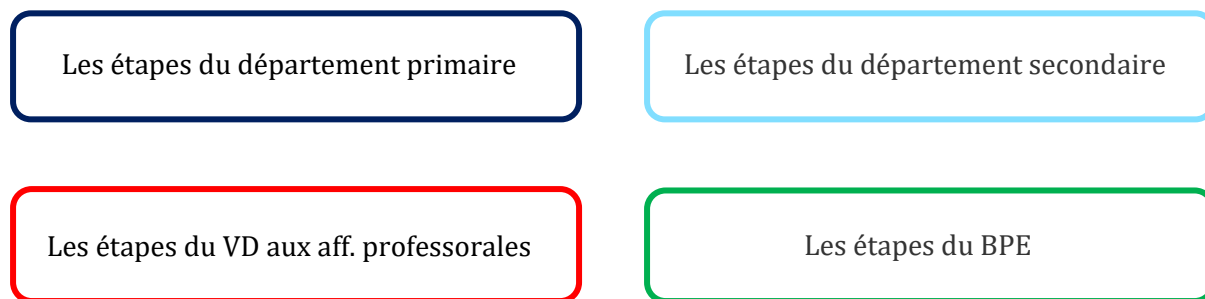 Les étapes du département primaire
Les étapes du département secondaire
Les étapes du VD aux aff. professorales
Les étapes du BPE